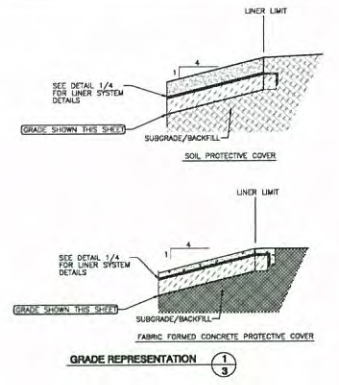 LINER LIMIT
4
1
SEE DETAIL 1/4
FOR LINER SYSTEM
DETAILS
GRADE SHOWN THIS SHEET
SUBGRADE/BACKFILL
SOIL PROTECTIVE COVER
LINER LIMIT
4
1
SEE DETAIL 1/4
FOR LINER SYSTEM
DETAILS
GRADE SHOWN THIS SHEET
SUBGRADE/BACKFILL
FABRIC FORMED CONCRETE PROTECTIVE COVER
GRADE REPRESENTATION 1
3